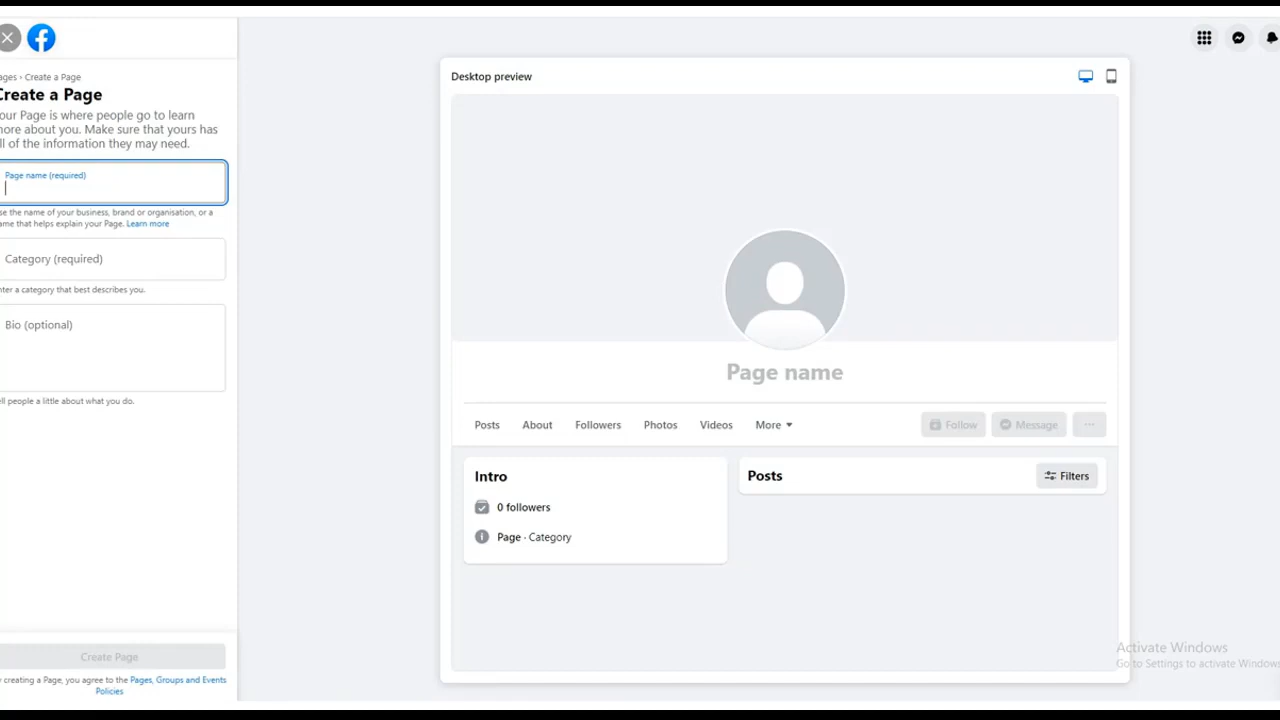 ages › Create a Page
Create a Page
our Page is where people go to learn
more about you. Make sure that yours has
ll of the information they may need.
Page name (required)
se the name of your business, brand or organisation, or a
ame that helps explain your Page. Learn more
Category (required)
nter a category that best describes you.
Bio (optional)
ell people a little about what you do.
Create Page
y creating a Page, you agree to the Pages, Groups and Events
Policies
Desktop preview
Page name
Posts About Followers Photos Videos More Follow Message ...
Intro
0 followers
Page · Category
Posts Filters
Activate Windows
Go to Settings to activate Windows